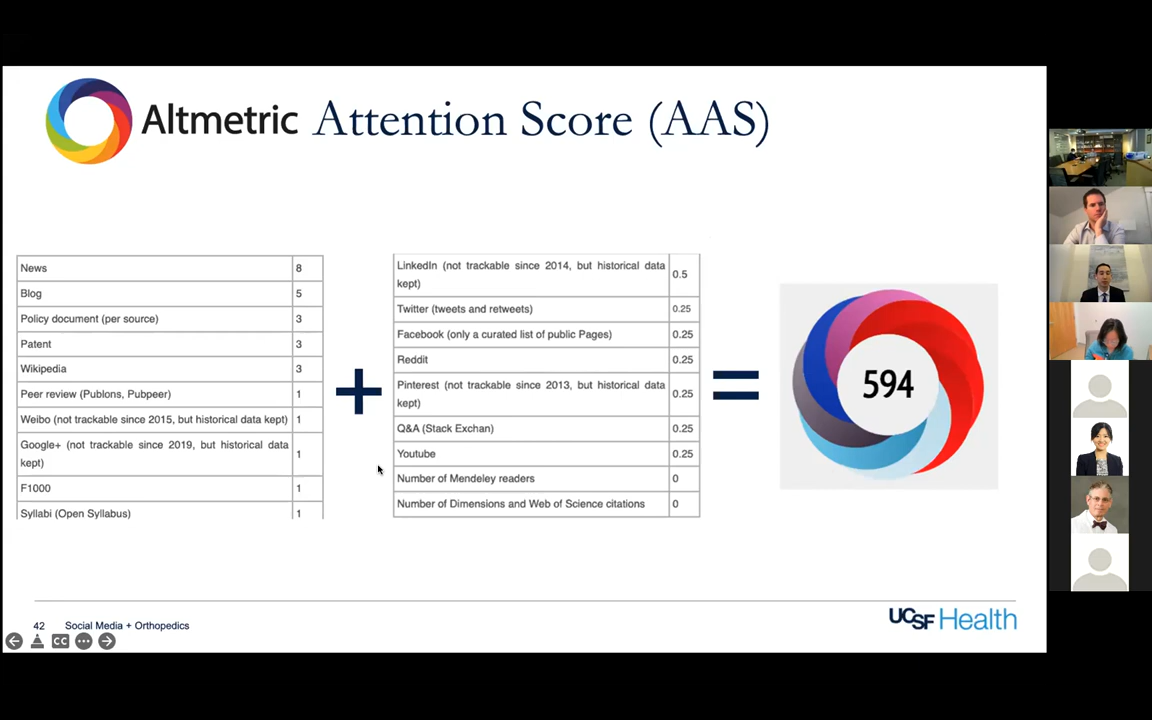 Altmetric Attention Score (AAS)
News 8
Blog 5
Policy document (per source) 3
Patent 3
Wikipedia 3
Peer review (Publons, Pubpeer) 1
Weibo (not trackable since 2015, but historical data kept) 1
Google+ (not trackable since 2019, but historical data
kept) 1
F1000 1
Syllabi (Open Syllabus) 1
+
LinkedIn (not trackable since 2014, but historical data
kept) 0.5
Twitter (tweets and retweets) 0.25
Facebook (only a curated list of public Pages) 0.25
Reddit 0.25
Pinterest (not trackable since 2013, but historical data
kept) 0.25
Q&A (Stack Exchan) 0.25
Youtube 0.25
Number of Mendeley readers 0
Number of Dimensions and Web of Science citations 0
=
594
42 Social Media + Orthopedics
UCSF Health
CC